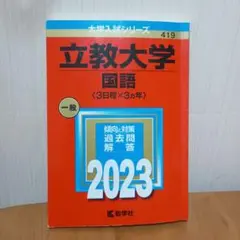 大学入試シリーズ
419
立教大学
国語
〈3日程×3カ年〉
一般
傾向と対策
過去問
解答
2023
教学社